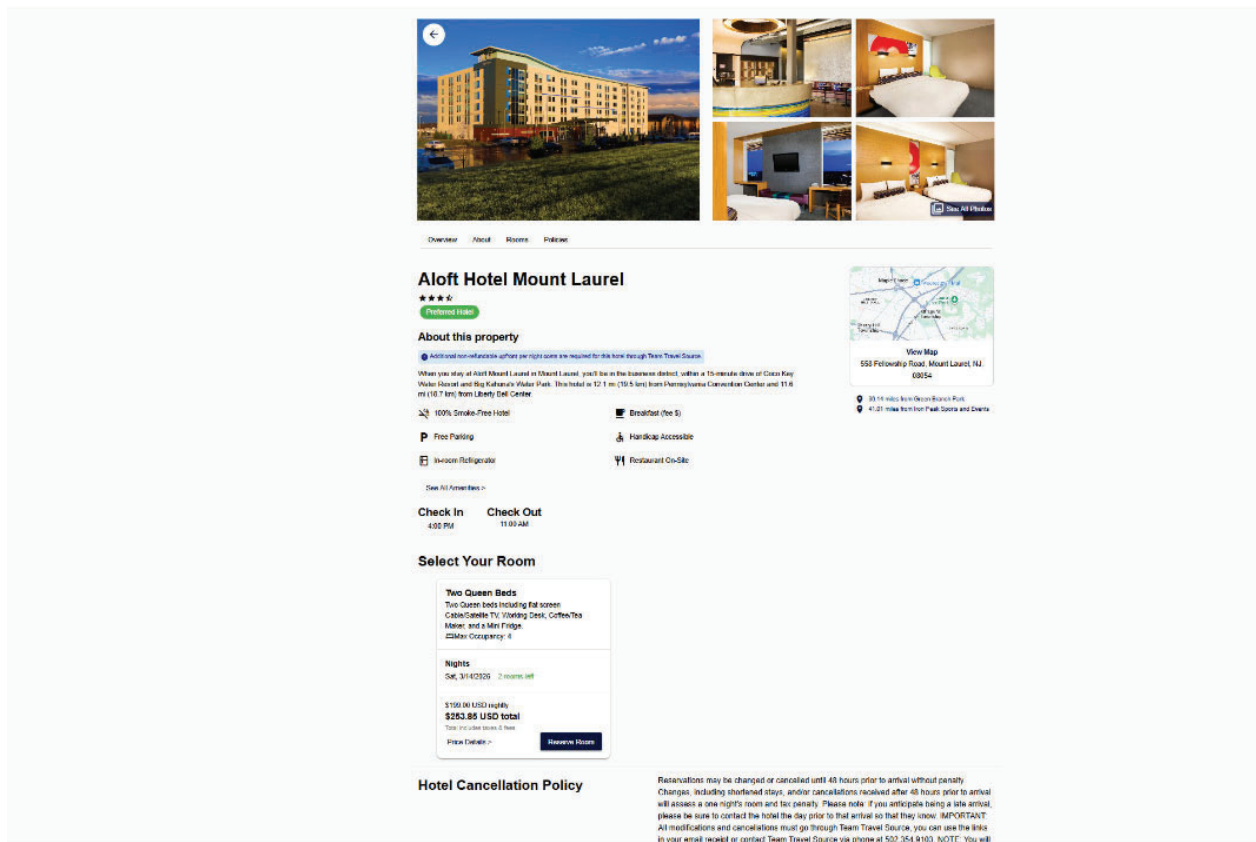 See All Photos
Overview About Rooms Policies
Aloft Hotel Mount Laurel
Preferred Hotel
About this property
Additional non-refundable upfront per night costs are required for this hotel through Team Travel Source.
When you stay at Aloft Mount Laurel in Mount Laurel, you'll be in the business district, within a 15-minute drive of Coco Key
Water Resort and Big Kahuna's Water Park. This hotel is 12.1 mi (19.5 km) from Pennsylvania Convention Center and 11.6
mi (18.7 km) from Liberty Bell Center.
100% Smoke-Free Hotel Breakfast (fee $)
Free Parking Handicap Accessible
In-room Refrigerator Restaurant On-Site
See All Amenities >
Check In Check Out
4:00 PM 11:00 AM
View Map
558 Fellowship Road, Mount Laurel, NJ,
08054
miles from Green Branch Park
miles from Iron Peak Sports and Events
Select Your Room
Two Queen Beds
Two Queen beds including flat screen
Cable/Satellite TV, Working Desk, Coffee/Tea
Maker, and a Mini Fridge.
Max Occupancy: 4
Nights
Sat, 3/14/2026 2 rooms left
$199.00 USD nightly
$253.85 USD total
Total includes taxes & fees
Price Details > Reserve Room
Hotel Cancellation Policy
Reservations may be changed or cancelled until 48 hours prior to arrival without penalty.
Changes, including shortened stays, and/or cancellations received after 48 hours prior to arrival
will assess a one night's room and tax penalty. Please note: if you anticipate being a late arrival,
please be sure to contact the hotel the day prior to that arrival so that they know. IMPORTANT:
All modifications and cancellations must go through Team Travel Source, you can use the links
in your email receipt or contact Team Travel Source via phone at 502.354.9103. NOTE: You will